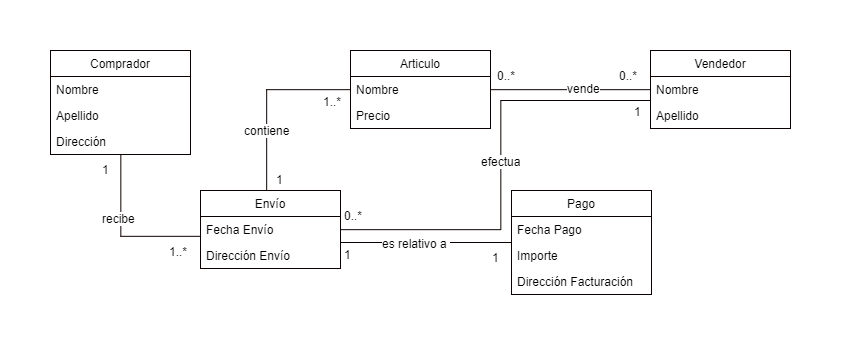 Comprador
Nombre
Apellido
Dirección
1
recibe
1..*
Articulo
Nombre
Precio
1..*
contiene
1
0..*
vende
0..*
Vendedor
Nombre
Apellido
1
efectua
Envío
Fecha Envío
Dirección Envío
0..*
1
es relativo a
1
Pago
Fecha Pago
Importe
Dirección Facturación